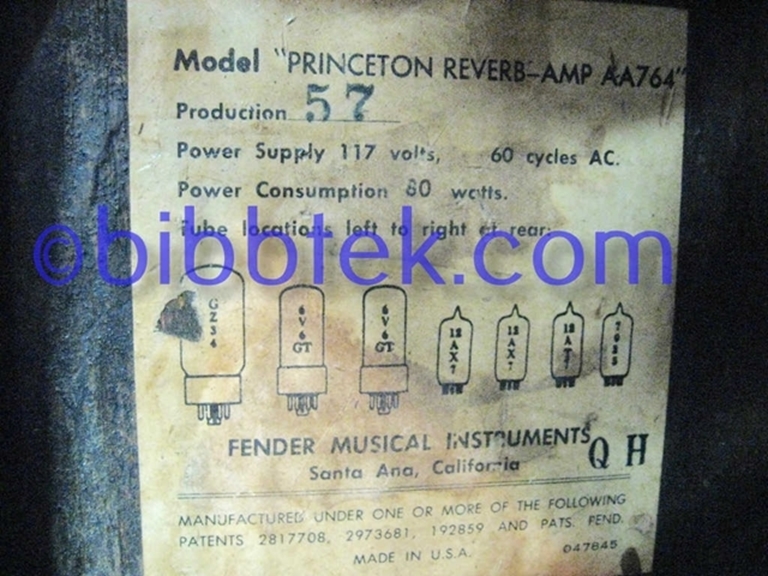 Model "PRINCETON REVERB-AMP AA764"
Production 57
Power Supply 117 volts, 60 cycles AC.
Power Consumption 80 watts.
Tube locations left to right at rear:
©bibbtek.com
GZ34 6V6GT 6V6GT 12AX7 12AX7 12AT7 7025
FENDER MUSICAL INSTRUMENTS
Q H
Santa Ana, California
MANUFACTURED UNDER ONE OR MORE OF THE FOLLOWING
PATENTS 2817708, 2973681, 192859 AND PATS. PEND.
MADE IN U.S.A. 047845